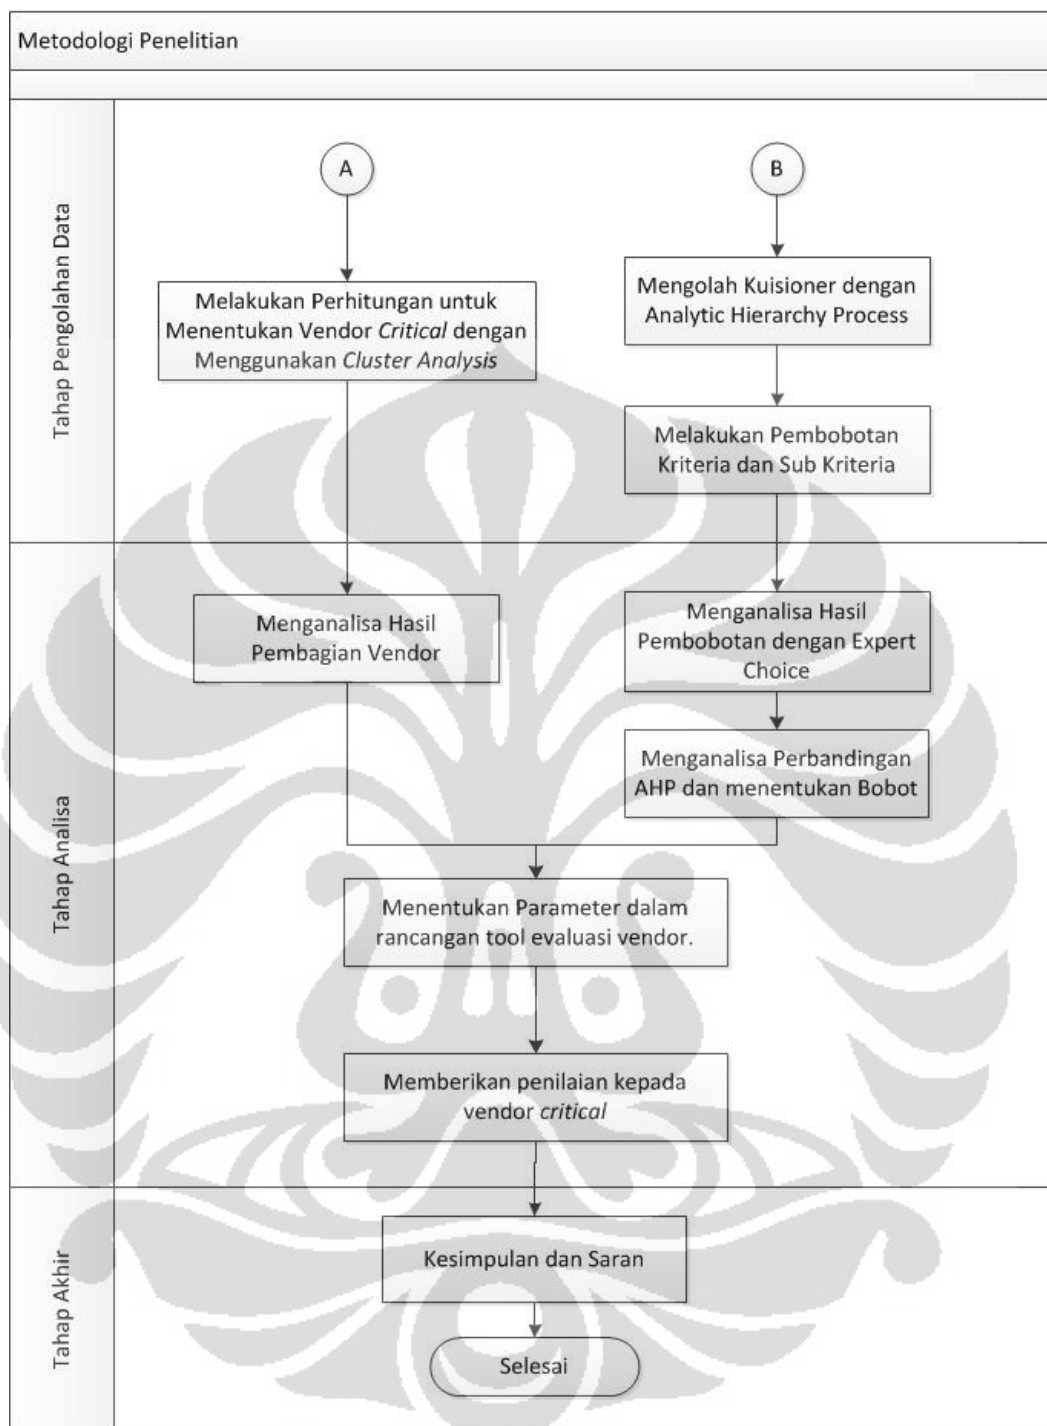 Metodologi Penelitian
Tahap Pengolahan Data
A
B
Melakukan Perhitungan untuk
Menentukan Vendor Critical dengan
Menggunakan Cluster Analysis
Mengolah Kuisioner dengan
Analytic Hierarchy Process
Melakukan Pembobotan
Kriteria dan Sub Kriteria
Tahap Analisa
Menganalisa Hasil
Pembagian Vendor
Menganalisa Hasil
Pembobotan dengan Expert
Choice
Menganalisa Perbandingan
AHP dan menentukan Bobot
Menentukan Parameter dalam
rancangan tool evaluasi vendor.
Memberikan penilaian kepada
vendor critical
Tahap Akhir
Kesimpulan dan Saran
Selesai